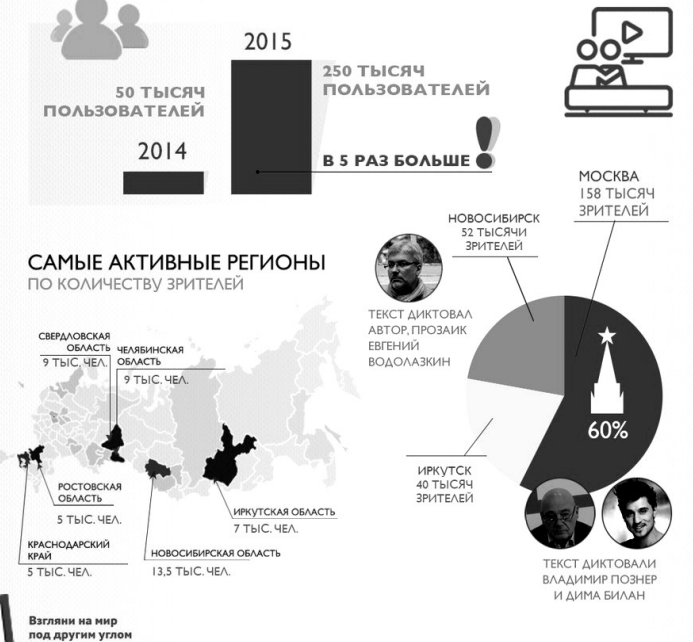 2015
250 ТЫСЯЧ
ПОЛЬЗОВАТЕЛЕЙ
50 ТЫСЯЧ
ПОЛЬЗОВАТЕЛЕЙ
2014
В 5 РАЗ БОЛЬШЕ
МОСКВА
158 ТЫСЯЧ
ЗРИТЕЛЕЙ
НОВОСИБИРСК
52 ТЫСЯЧИ
ЗРИТЕЛЕЙ
ТЕКСТ ДИКТОВАЛ
АВТОР, ПРОЗАИК
ЕВГЕНИЙ
ВОДОЛАЗКИН
60%
ИРКУТСК
40 ТЫСЯЧ
ЗРИТЕЛЕЙ
ТЕКСТ ДИКТОВАЛИ
ВЛАДИМИР ПОЗНЕР
И ДИМА БИЛАН
САМЫЕ АКТИВНЫЕ РЕГИОНЫ
ПО КОЛИЧЕСТВУ ЗРИТЕЛЕЙ
СВЕРДЛОВСКАЯ
ОБЛАСТЬ
9 ТЫС. ЧЕЛ.
ЧЕЛЯБИНСКАЯ
ОБЛАСТЬ
9 ТЫС. ЧЕЛ.
РОСТОВСКАЯ
ОБЛАСТЬ
5 ТЫС. ЧЕЛ.
ИРКУТСКАЯ ОБЛАСТЬ
7 ТЫС. ЧЕЛ.
КРАСНОДАРСКИЙ
КРАЙ
5 ТЫС. ЧЕЛ.
НОВОСИБИРСКАЯ ОБЛАСТЬ
13,5 ТЫС. ЧЕЛ.
Взгляни на мир
под другим углом